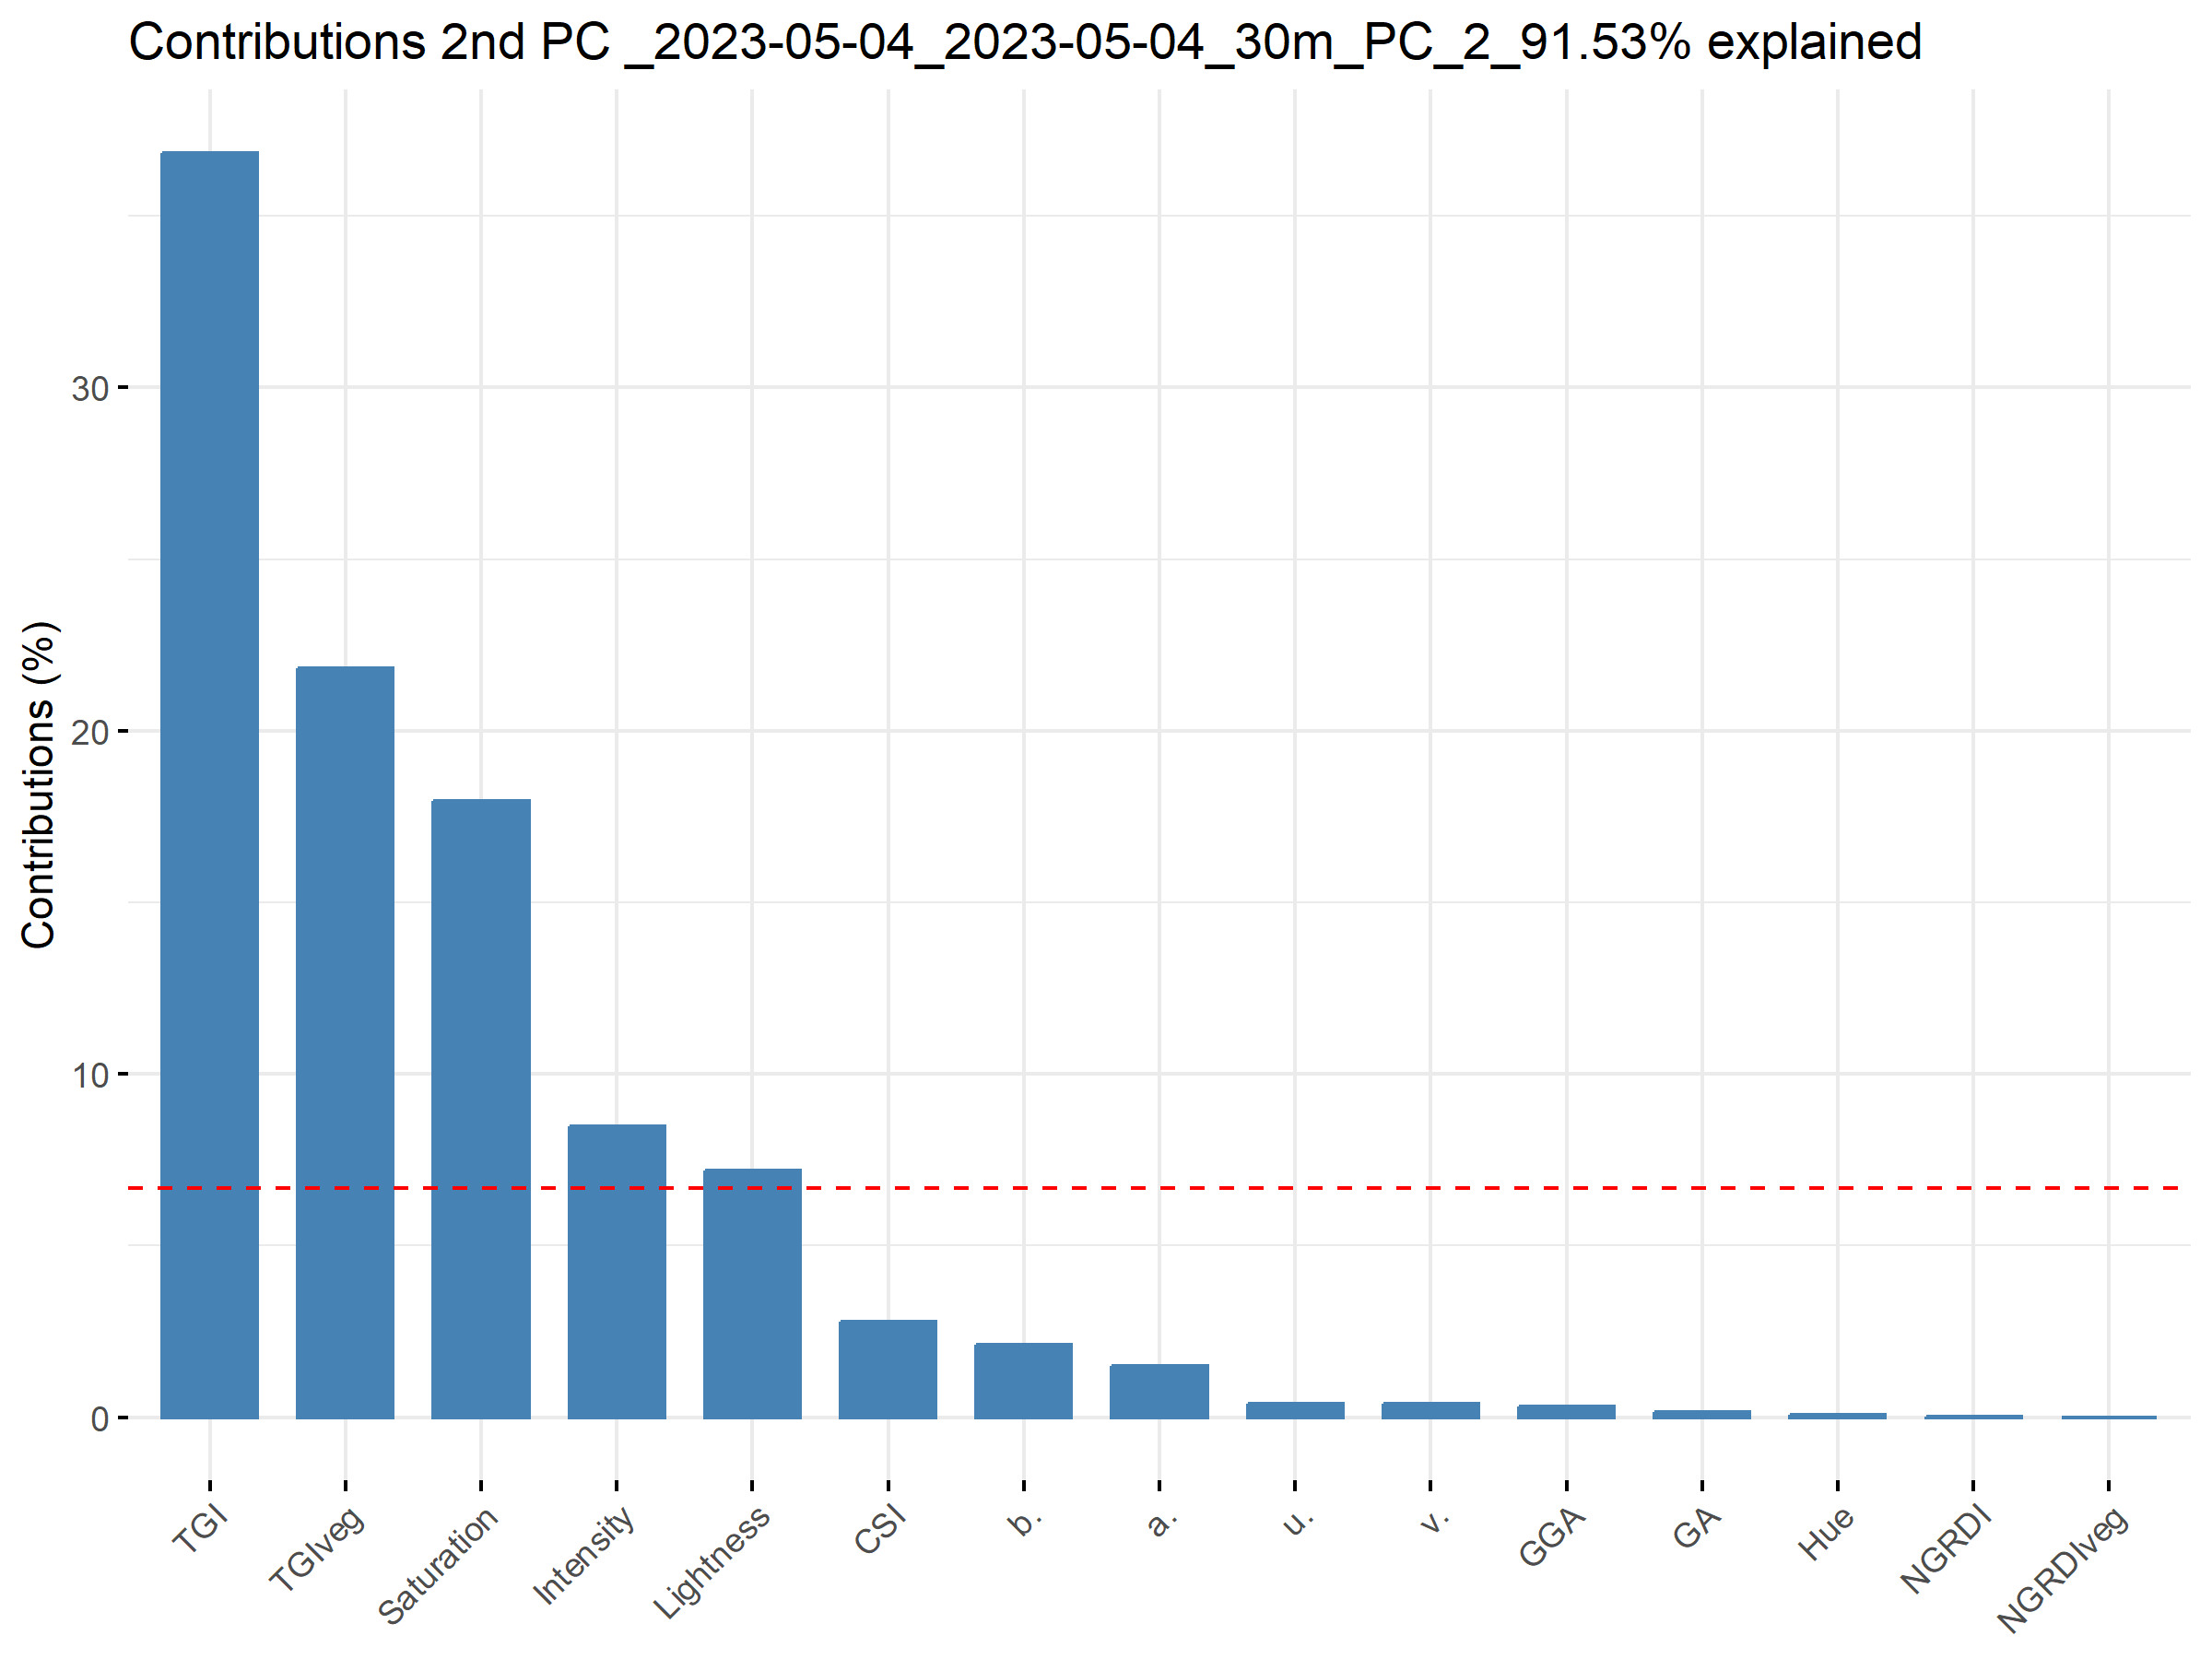 Contributions 2nd PC _2023-05-04_2023-05-04_30m_PC_2_91.53% explained
Contributions (%)
30
20
10
0
TGI
TGIveg
Saturation
Intensity
Lightness
CSI
b.
a.
u.
v.
GGA
GA
Hue
NGRDI
NGRDIveg